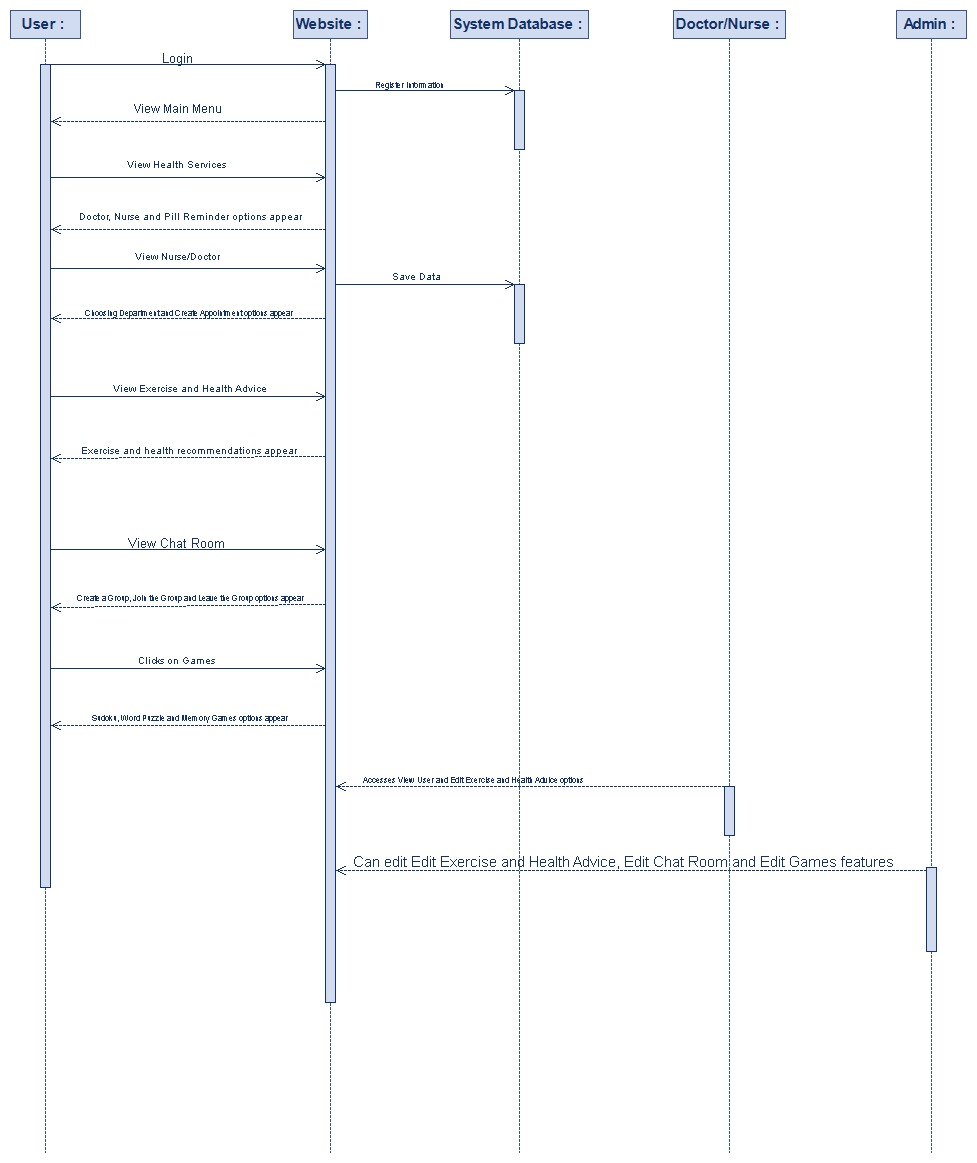 User :
Website :
System Database :
Doctor/Nurse :
Admin :
Login
Register Information
View Main Menu
View Health Services
Doctor, Nurse and Pill Reminder options appear
View Nurse/Doctor
Save Data
Choosing Department and Create Appointment options appear
View Exercise and Health Advice
Exercise and health recommendations appear
View Chat Room
Create a Group, Join the Group and Leave the Group options appear
Clicks on Games
Sudoku, Word Puzzle and Memory Games options appear
Accesses View User and Edit Exercise and Health Advice options
Can edit Edit Exercise and Health Advice, Edit Chat Room and Edit Games features